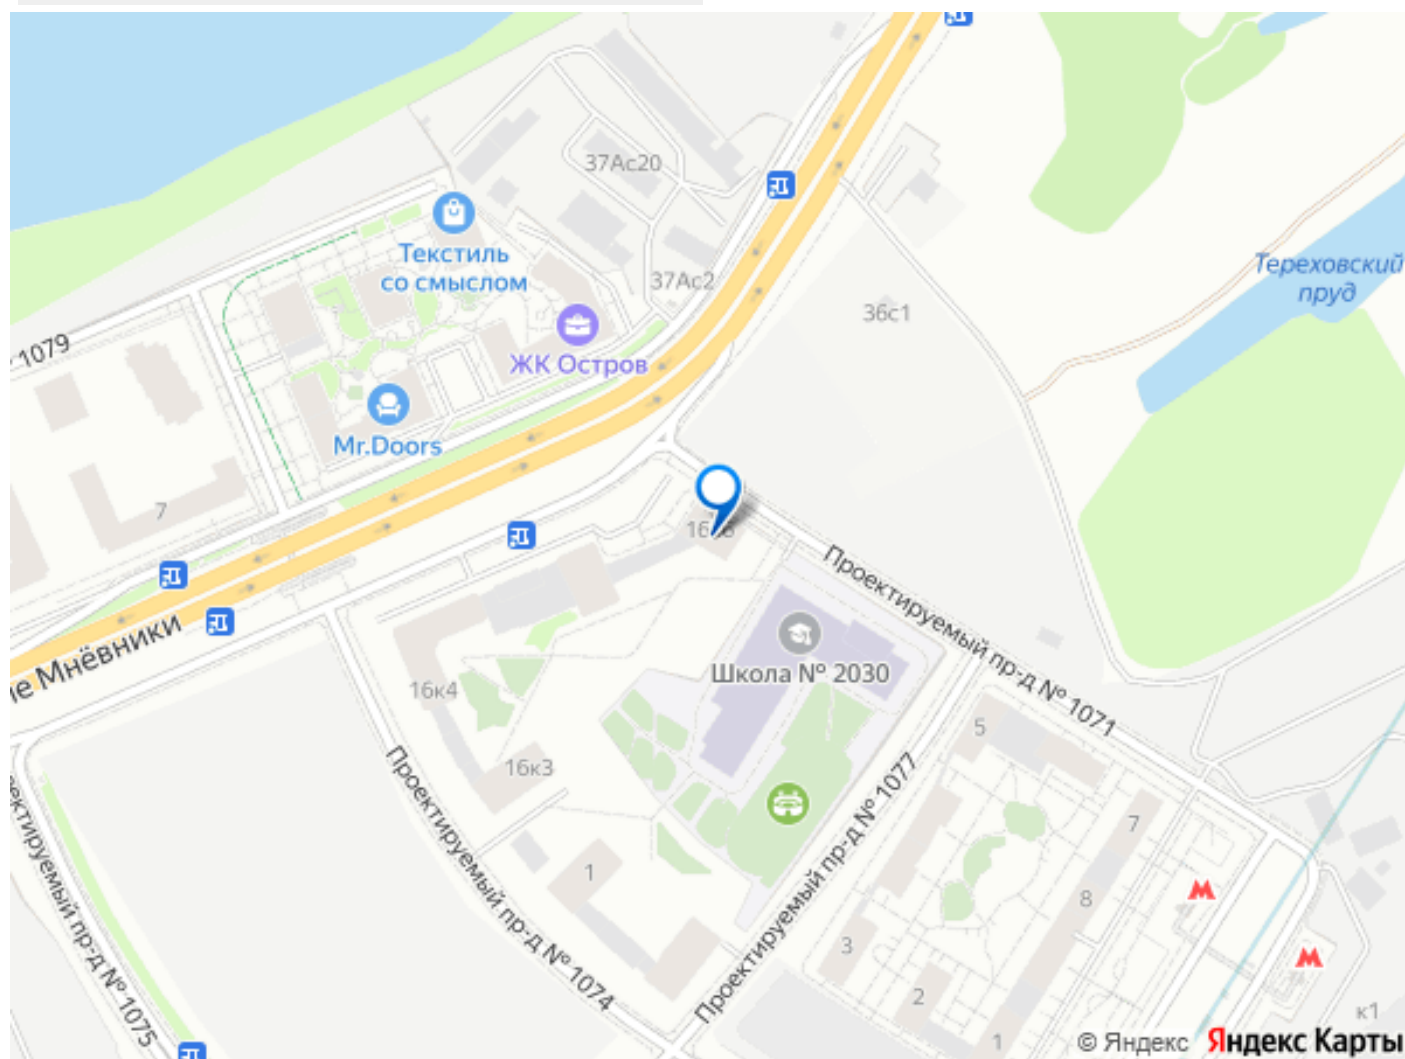 37Ас20
Текстиль
со смыслом
37Ас2
Тереховский
пруд
36с1
1079
ЖК Остров
Mr.Doors
7
Проектируемый пр-д № 1071
Мнёвники
Школа № 2030
16к4
16к3
5
Проектируемый пр-д № 1074
Проектируемый пр-д № 1077
7
1
8
3
2
1
пр-д № 1075
к1
© Яндекс Яндекс Карты